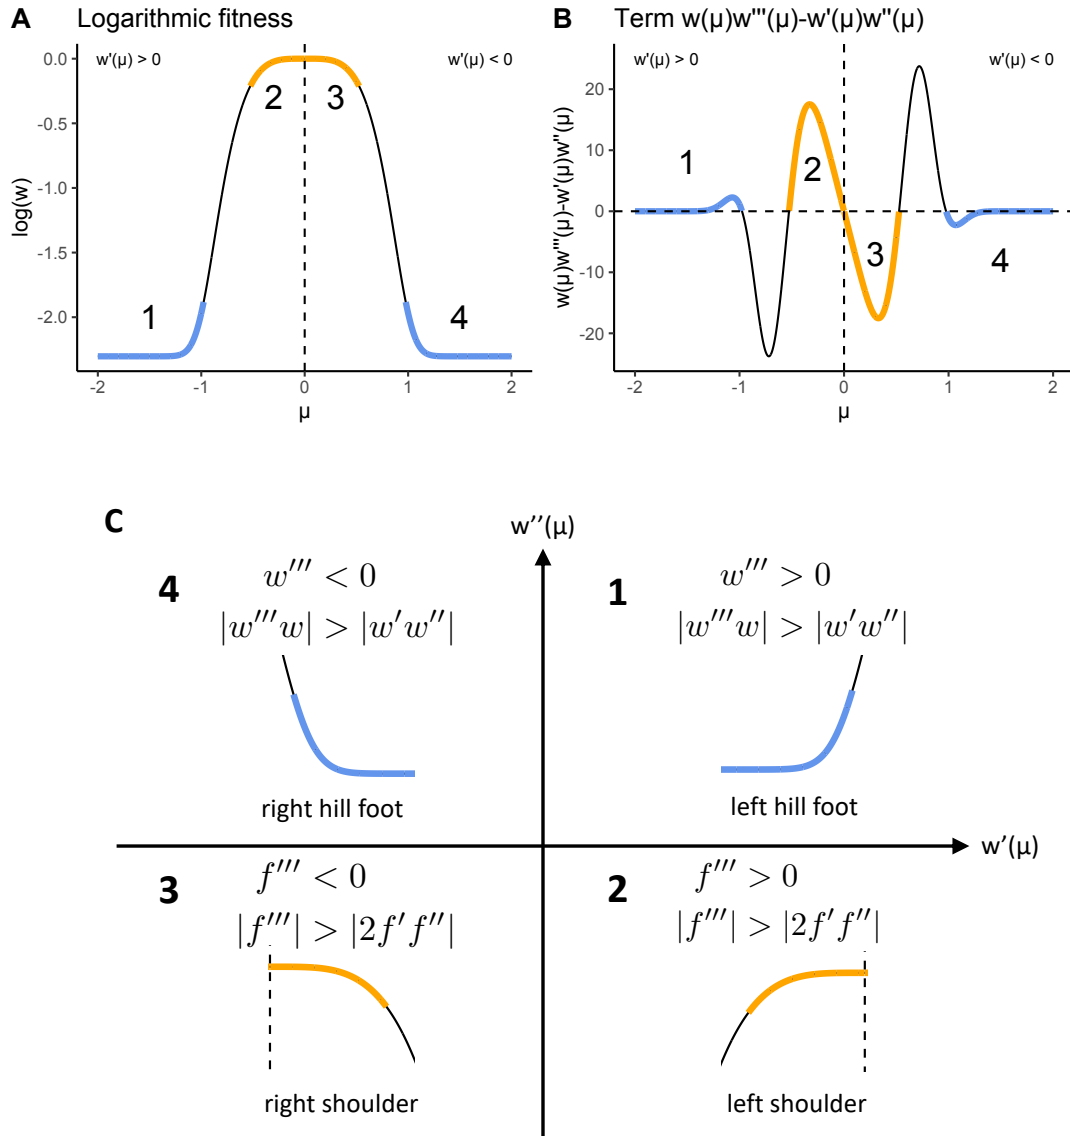 A Logarithmic fitness
w'(μ) > 0
w'(μ) < 0
log(w)
0.0
-0.5
-1.0
-1.5
-2.0
2
3
1
4
-2
-1
0
1
2
μ
B Term w(μ)w'''(μ)-w'(μ)w''(μ)
w'(μ) > 0
w'(μ) < 0
w(μ)w'''(μ)-w'(μ)w''(μ)
20
10
0
-10
-20
1
2
3
4
-2
-1
0
1
2
μ
C
w''(μ)
w'(μ)
4
w''' < 0
|w'''w| > |w'w''|
right hill foot
1
w''' > 0
|w'''w| > |w'w''|
left hill foot
3
f''' < 0
|f'''| > |2f'f''|
right shoulder
2
f''' > 0
|f'''| > |2f'f''|
left shoulder